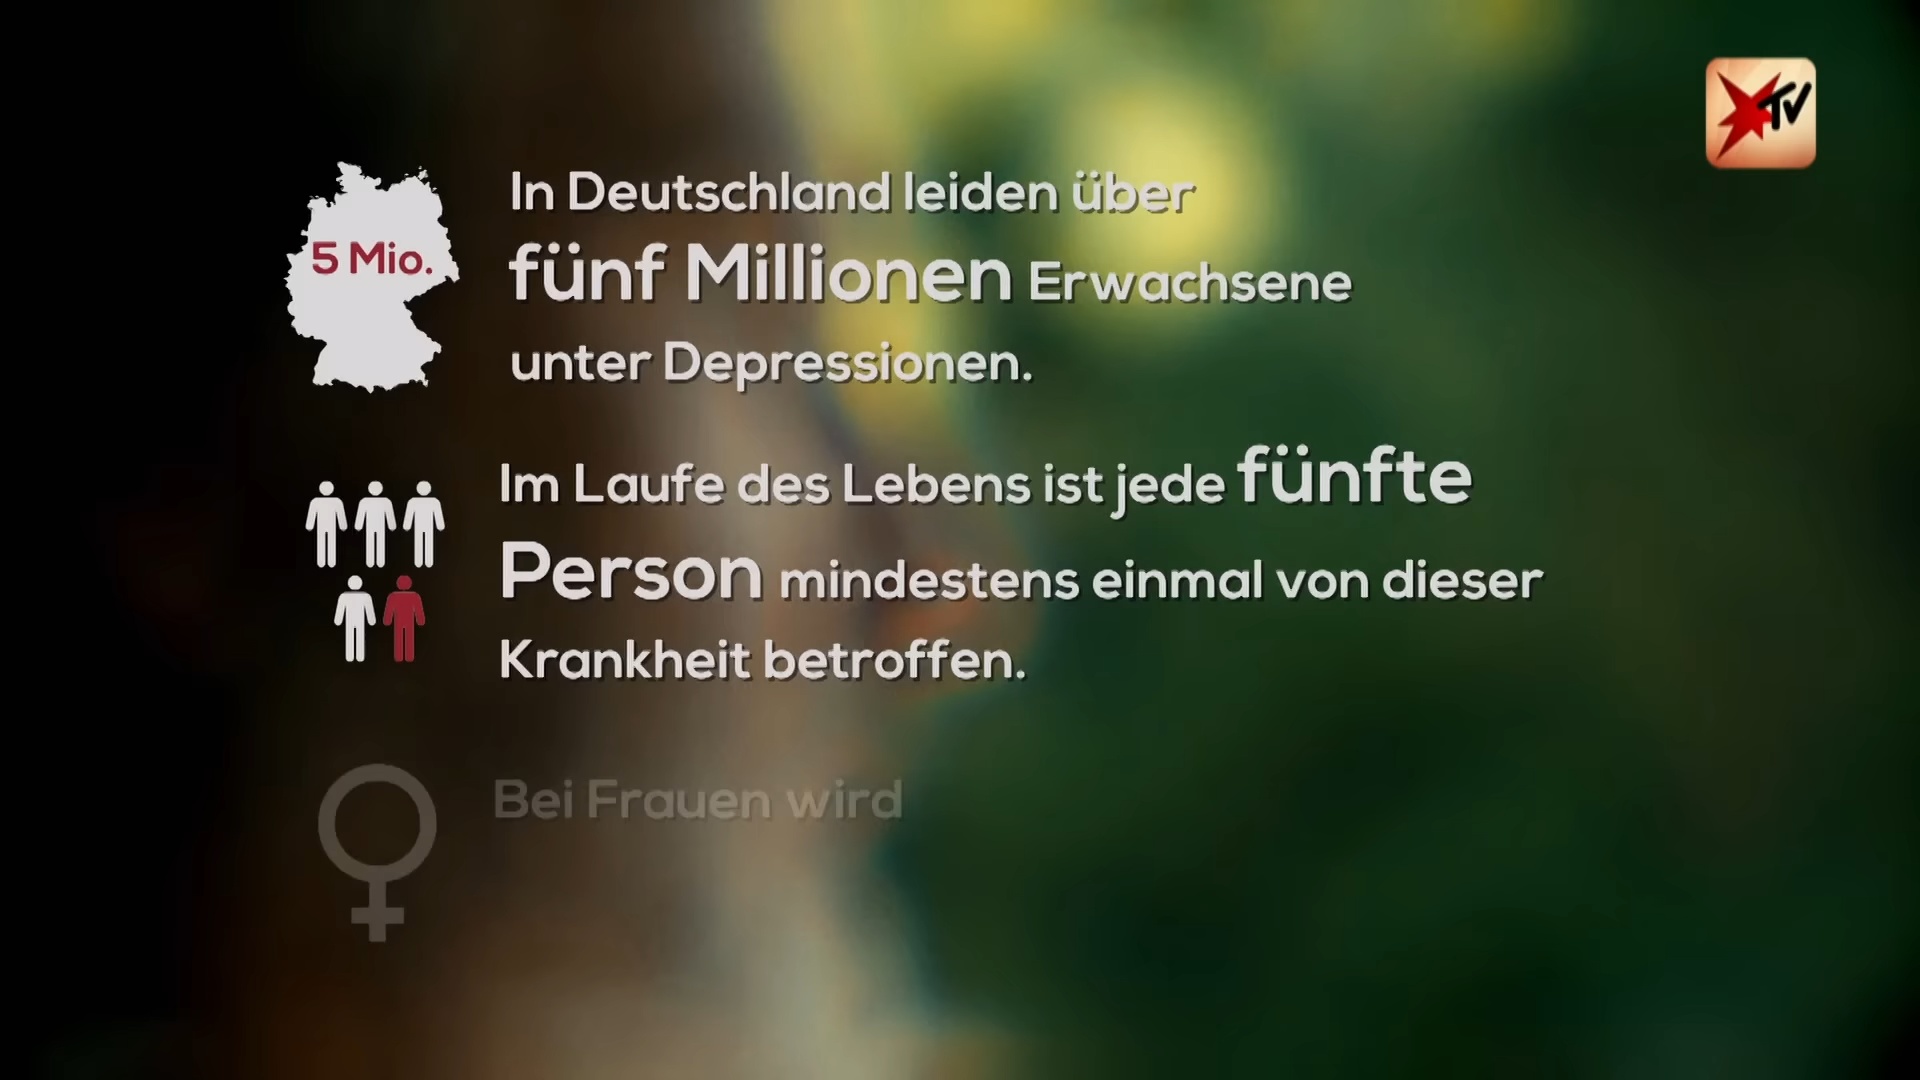 TV
5 Mio.
In Deutschland leiden über
fünf Millionen Erwachsene
unter Depressionen.
Im Laufe des Lebens ist jede fünfte
Person mindestens einmal von dieser
Krankheit betroffen.
Bei Frauen wird